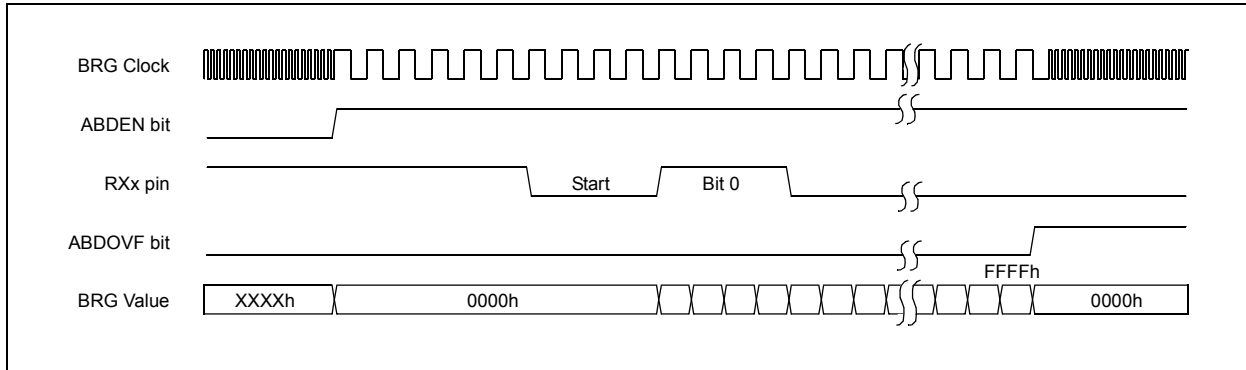 BRG Clock
ABDEN bit
RXx pin
Start
Bit 0
ABDOVF bit
FFFFh
BRG Value
XXXXh
0000h
0000h